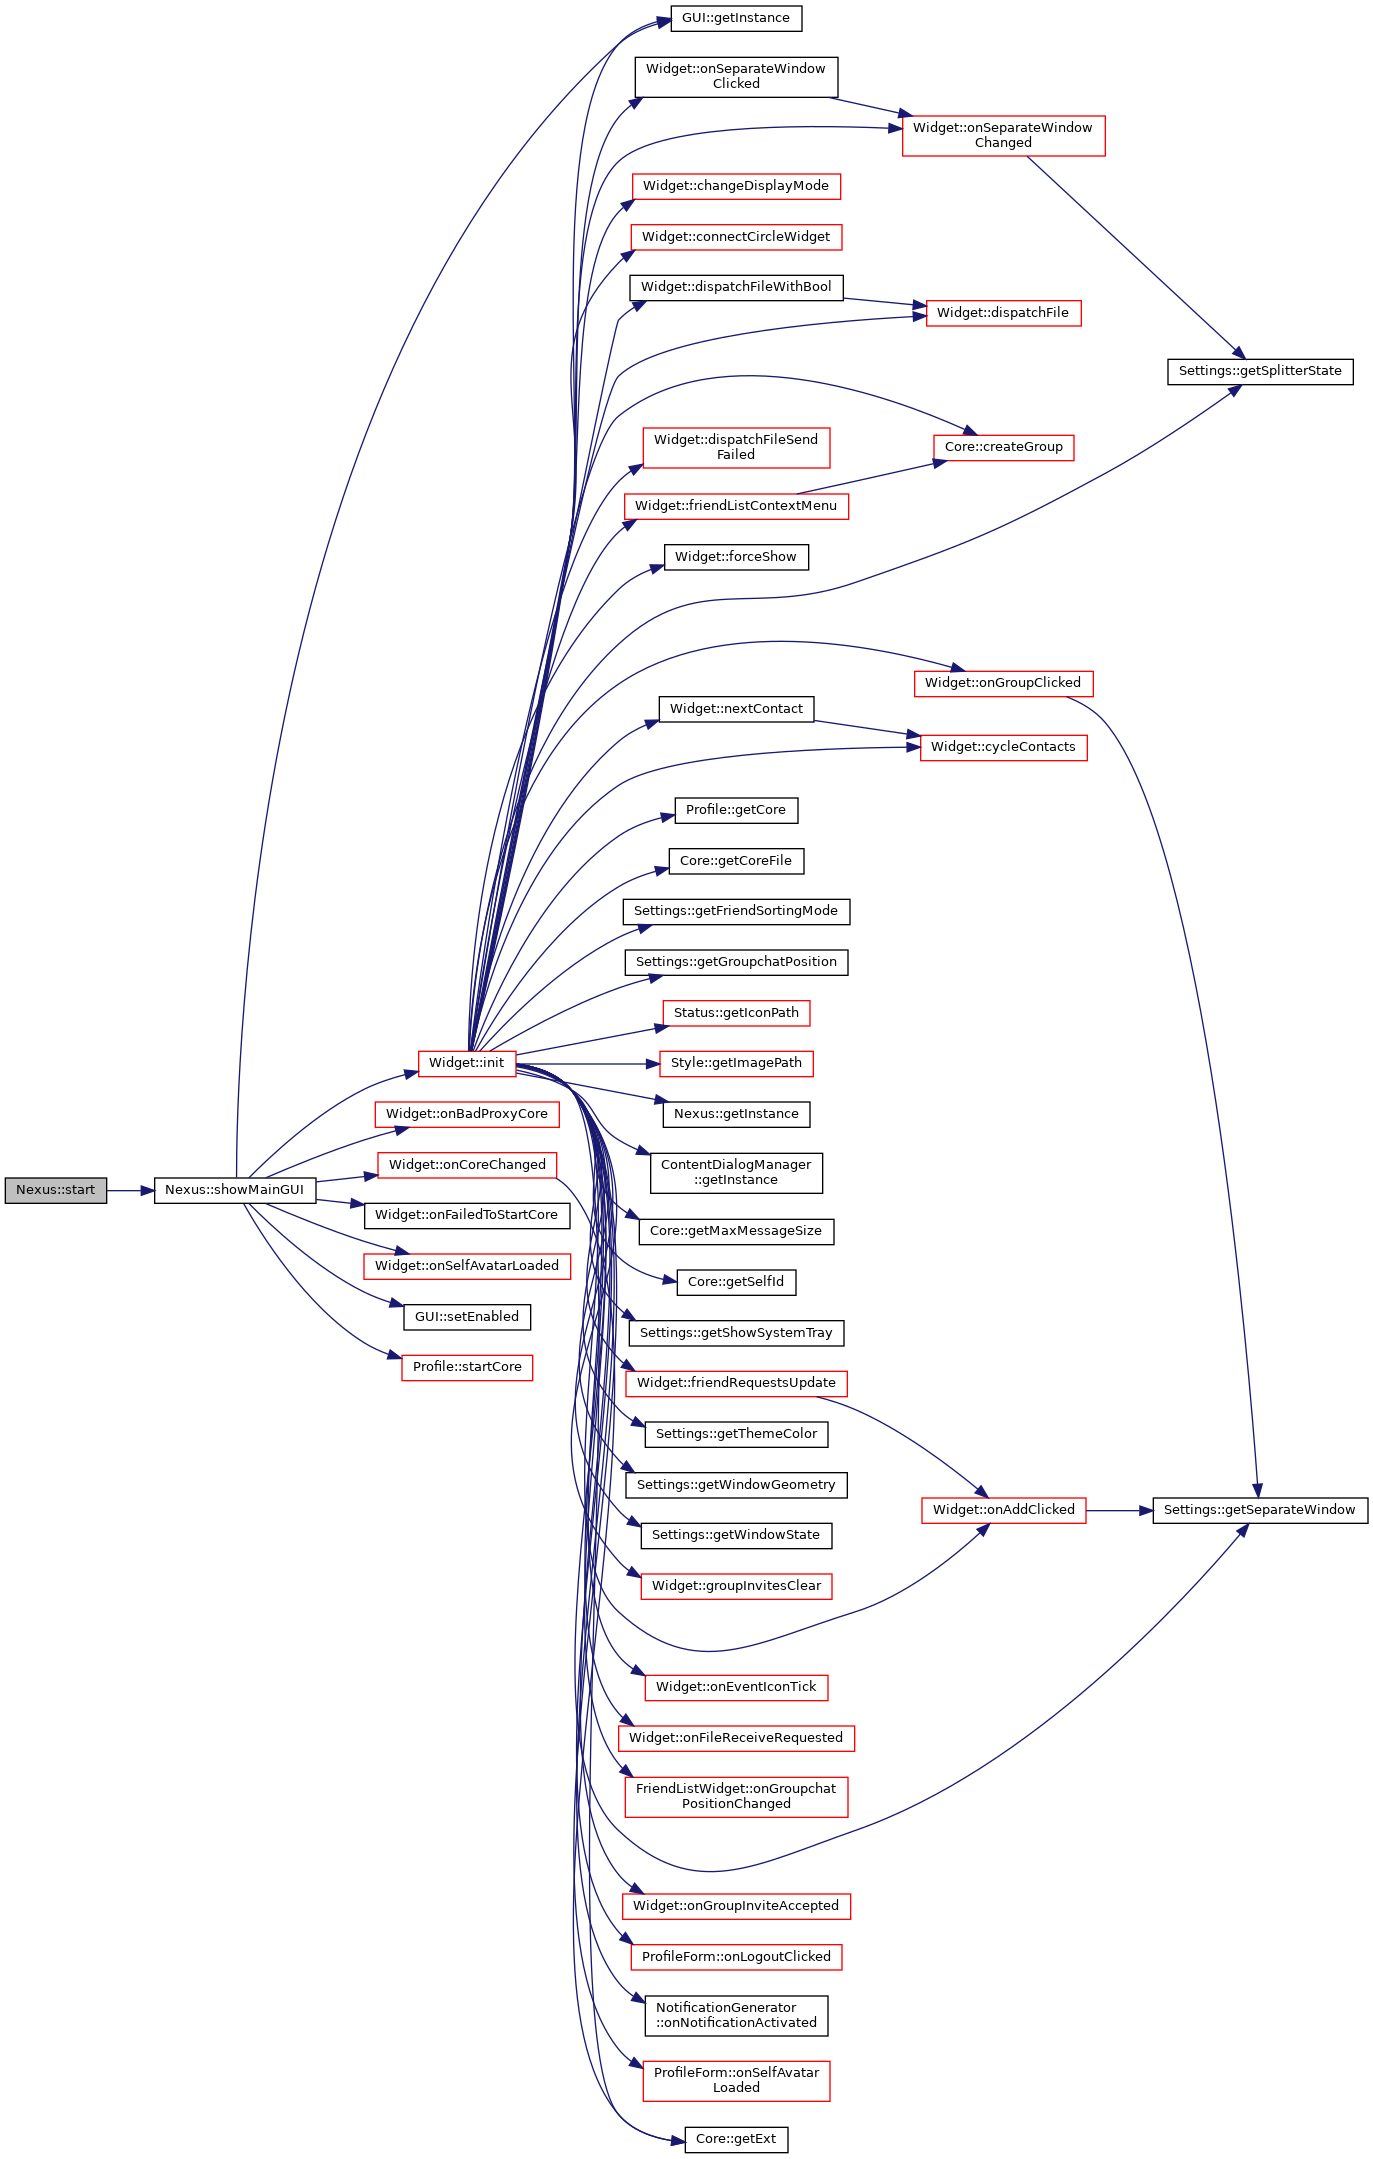 GUI::getInstance
Widget::onSeparateWindow
Clicked
Widget::onSeparateWindow
Changed
Widget::changeDisplayMode
Widget::connectCircleWidget
Widget::dispatchFileWithBool
Widget::dispatchFile
Settings::getSplitterState
Widget::dispatchFileSend
Failed
Core::createGroup
Widget::friendListContextMenu
Widget::forceShow
Widget::onGroupClicked
Widget::nextContact
Widget::cycleContacts
Profile::getCore
Core::getCoreFile
Settings::getFriendSortingMode
Settings::getGroupchatPosition
Status::getIconPath
Widget::init
Style::getImagePath
Widget::onBadProxyCore
Nexus::getInstance
Widget::onCoreChanged
ContentDialogManager
::getInstance
Nexus::start
Nexus::showMainGUI
Widget::onFailedToStartCore
Core::getMaxMessageSize
Widget::onSelfAvatarLoaded
Core::getSelfId
GUI::setEnabled
Settings::getShowSystemTray
Profile::startCore
Widget::friendRequestsUpdate
Settings::getThemeColor
Settings::getWindowGeometry
Widget::onAddClicked
Settings::getSeparateWindow
Settings::getWindowState
Widget::groupInvitesClear
Widget::onEventIconTick
Widget::onFileReceiveRequested
FriendListWidget::onGroupchat
PositionChanged
Widget::onGroupInviteAccepted
ProfileForm::onLogoutClicked
NotificationGenerator
::onNotificationActivated
ProfileForm::onSelfAvatar
Loaded
Core::getExt